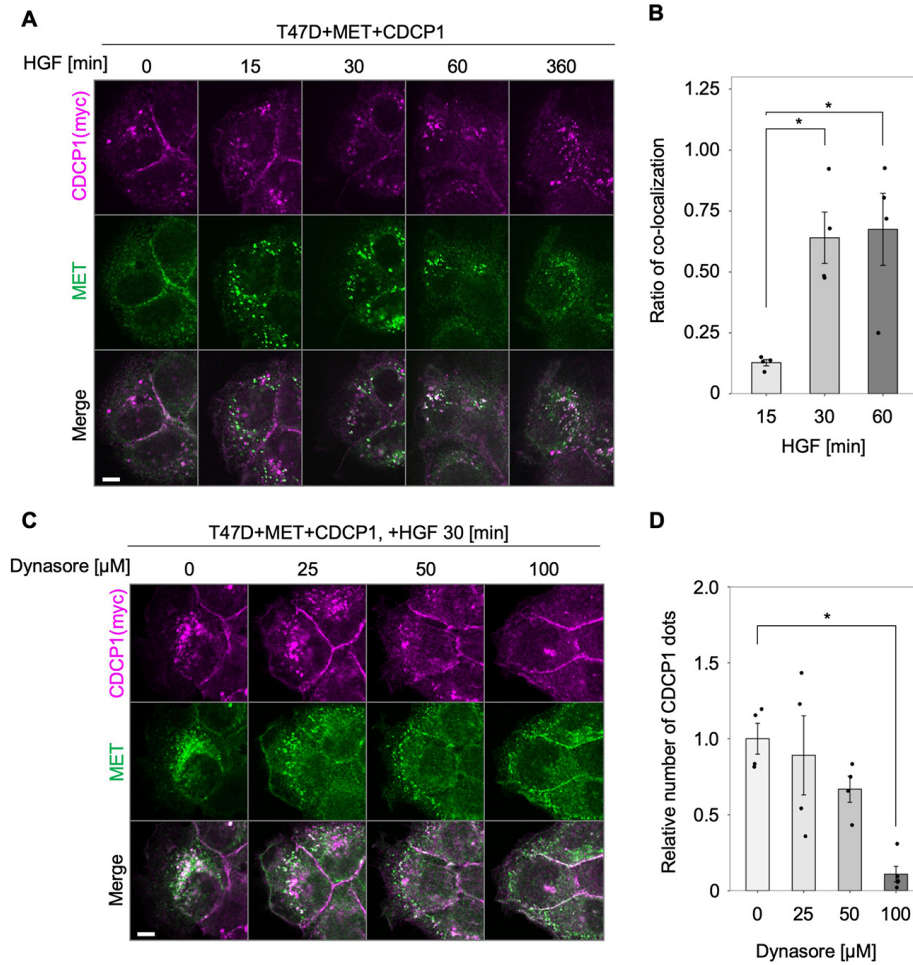 A
T47D+MET+CDCP1
HGF [min] 0 15 30 60 360
CDCP1(myc)
MET
Merge
B
Ratio of co-localization
1.25
1.00
0.75
0.50
0.25
0
* *
15 30 60
HGF [min]
C
T47D+MET+CDCP1, +HGF 30 [min]
Dynasore [µM] 0 25 50 100
CDCP1(myc)
MET
Merge
D
Relative number of CDCP1 dots
2.0
1.5
1.0
0.5
0
*
0 25 50 100
Dynasore [µM]